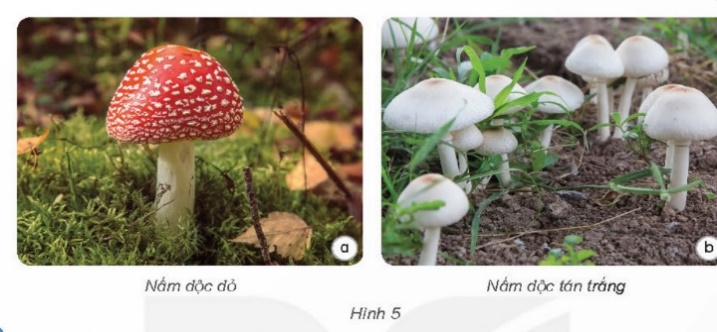 a
b
Nấm độc đỏ
Nấm độc tán trắng
Hình 5